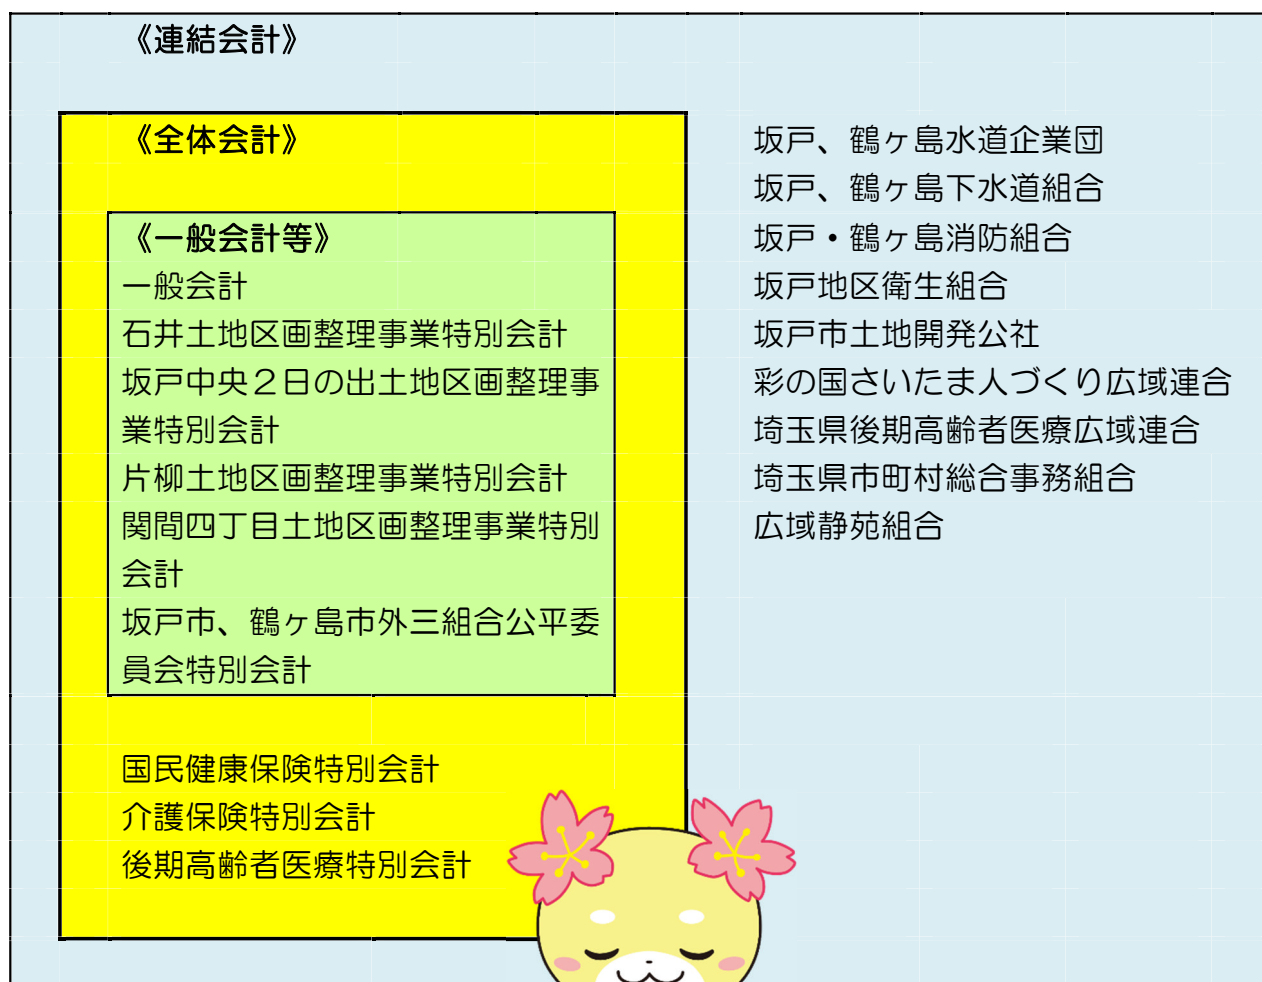 《連結会計》
《全体会計》
《一般会計等》
一般会計
石井土地区画整理事業特別会計
坂戸中央２日の出土地区画整理事
業特別会計
片柳土地区画整理事業特別会計
関間四丁目土地区画整理事業特別
会計
坂戸市、鶴ヶ島市外三組合公平委
員会特別会計
国民健康保険特別会計
介護保険特別会計
後期高齢者医療特別会計
坂戸、鶴ヶ島水道企業団
坂戸、鶴ヶ島下水道組合
坂戸・鶴ヶ島消防組合
坂戸地区衛生組合
坂戸市土地開発公社
彩の国さいたま人づくり広域連合
埼玉県後期高齢者医療広域連合
埼玉県市町村総合事務組合
広域静苑組合